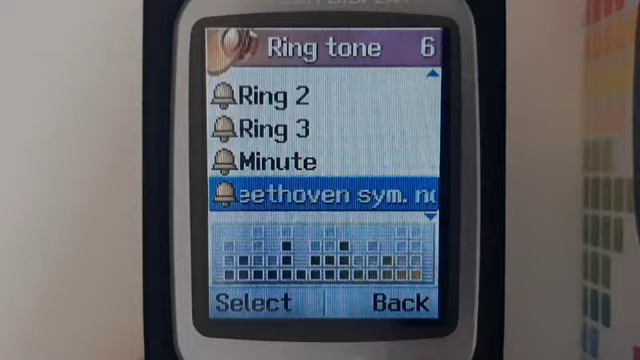 Ring tone 6
Ring 2
Ring 3
Minute
eethoven sym.
Select Back